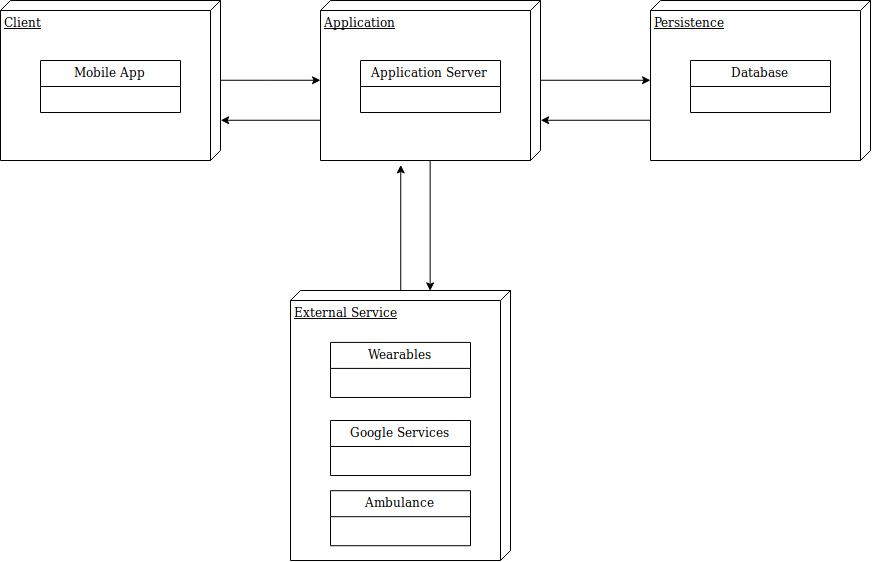 Client
Application
Persistence
Mobile App
Application Server
Database
External Service
Wearables
Google Services
Ambulance